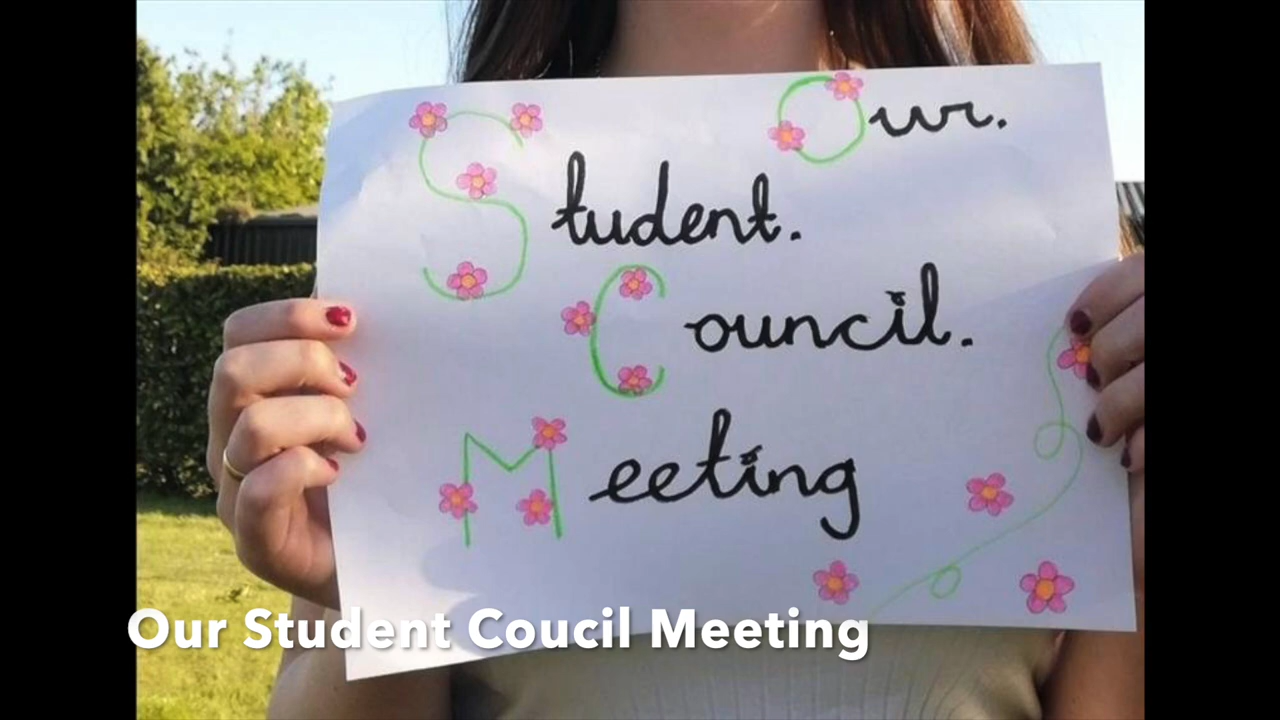 Our.
Student.
Council.
Meeting
Our Student Coucil Meeting